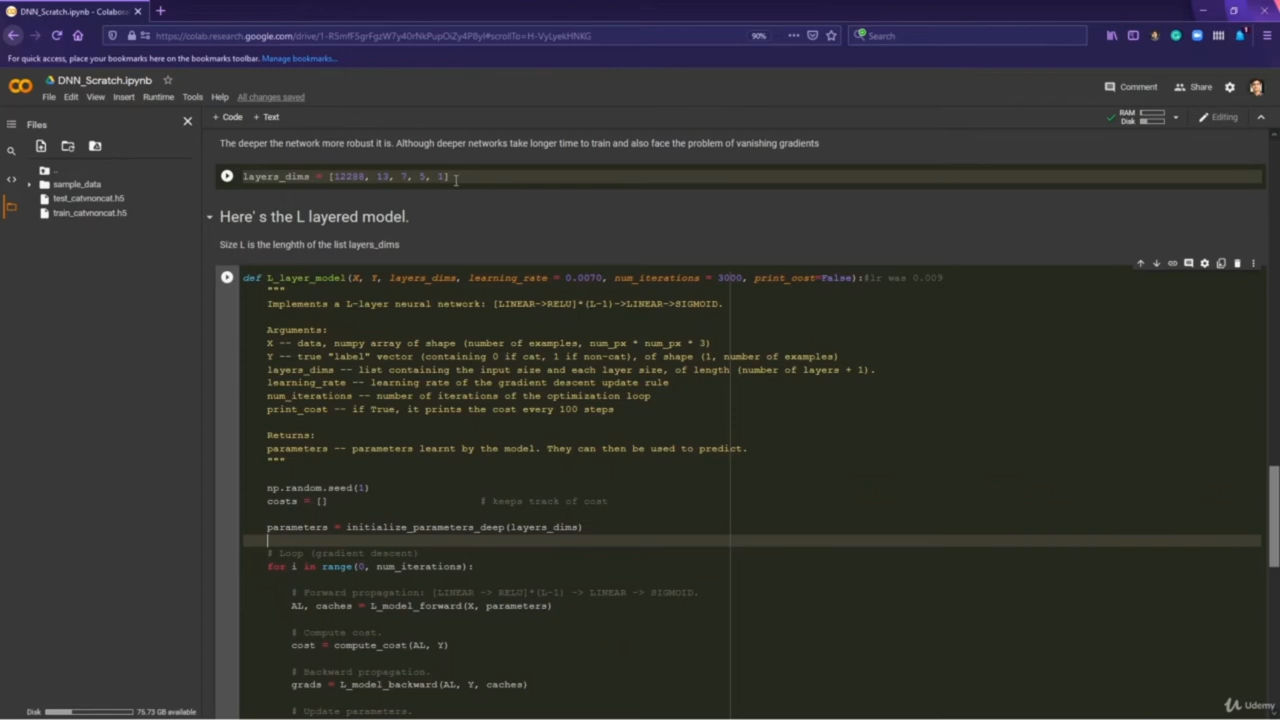 DNN_Scratch.ipynb - Colabora
https://colab.research.google.com/drive/1-R5mfF5grFgzW7y40rNkPupOiZy4P8yI#scrollTo=H-VyLyekHNKG
90%
Search
For quick access, place your bookmarks here on the bookmarks toolbar. Manage bookmarks...
DNN_Scratch.ipynb
Comment
Share
File Edit View Insert Runtime Tools Help All changes saved
Files
+ Code + Text
RAM
Disk
Editing
The deeper the network more robust it is. Although deeper networks take longer time to train and also face the problem of vanishing gradients
..
sample_data
test_catvnoncat.h5
train_catvnoncat.h5
layers_dims = [12288, 13, 7, 5, 1]
Here' s the L layered model.
Size L is the lenghth of the list layers_dims
def L_layer_model(X, Y, layers_dims, learning_rate = 0.0070, num_iterations = 3000, print_cost=False):#lr was 0.009
"""
Implements a L-layer neural network: [LINEAR->RELU]*(L-1)->LINEAR->SIGMOID.
Arguments:
X -- data, numpy array of shape (number of examples, num_px * num_px * 3)
Y -- true "label" vector (containing 0 if cat, 1 if non-cat), of shape (1, number of examples)
layers_dims -- list containing the input size and each layer size, of length (number of layers + 1).
learning_rate -- learning rate of the gradient descent update rule
num_iterations -- number of iterations of the optimization loop
print_cost -- if True, it prints the cost every 100 steps
Returns:
parameters -- parameters learnt by the model. They can then be used to predict.
"""
np.random.seed(1)
costs = [] # keeps track of cost
parameters = initialize_parameters_deep(layers_dims)
# Loop (gradient descent)
for i in range(0, num_iterations):
# Forward propagation: [LINEAR -> RELU]*(L-1) -> LINEAR -> SIGMOID.
AL, caches = L_model_forward(X, parameters)
# Compute cost.
cost = compute_cost(AL, Y)
# Backward propagation.
grads = L_model_backward(AL, Y, caches)
# Update parameters.
Disk 75.73 GB available
Udemy